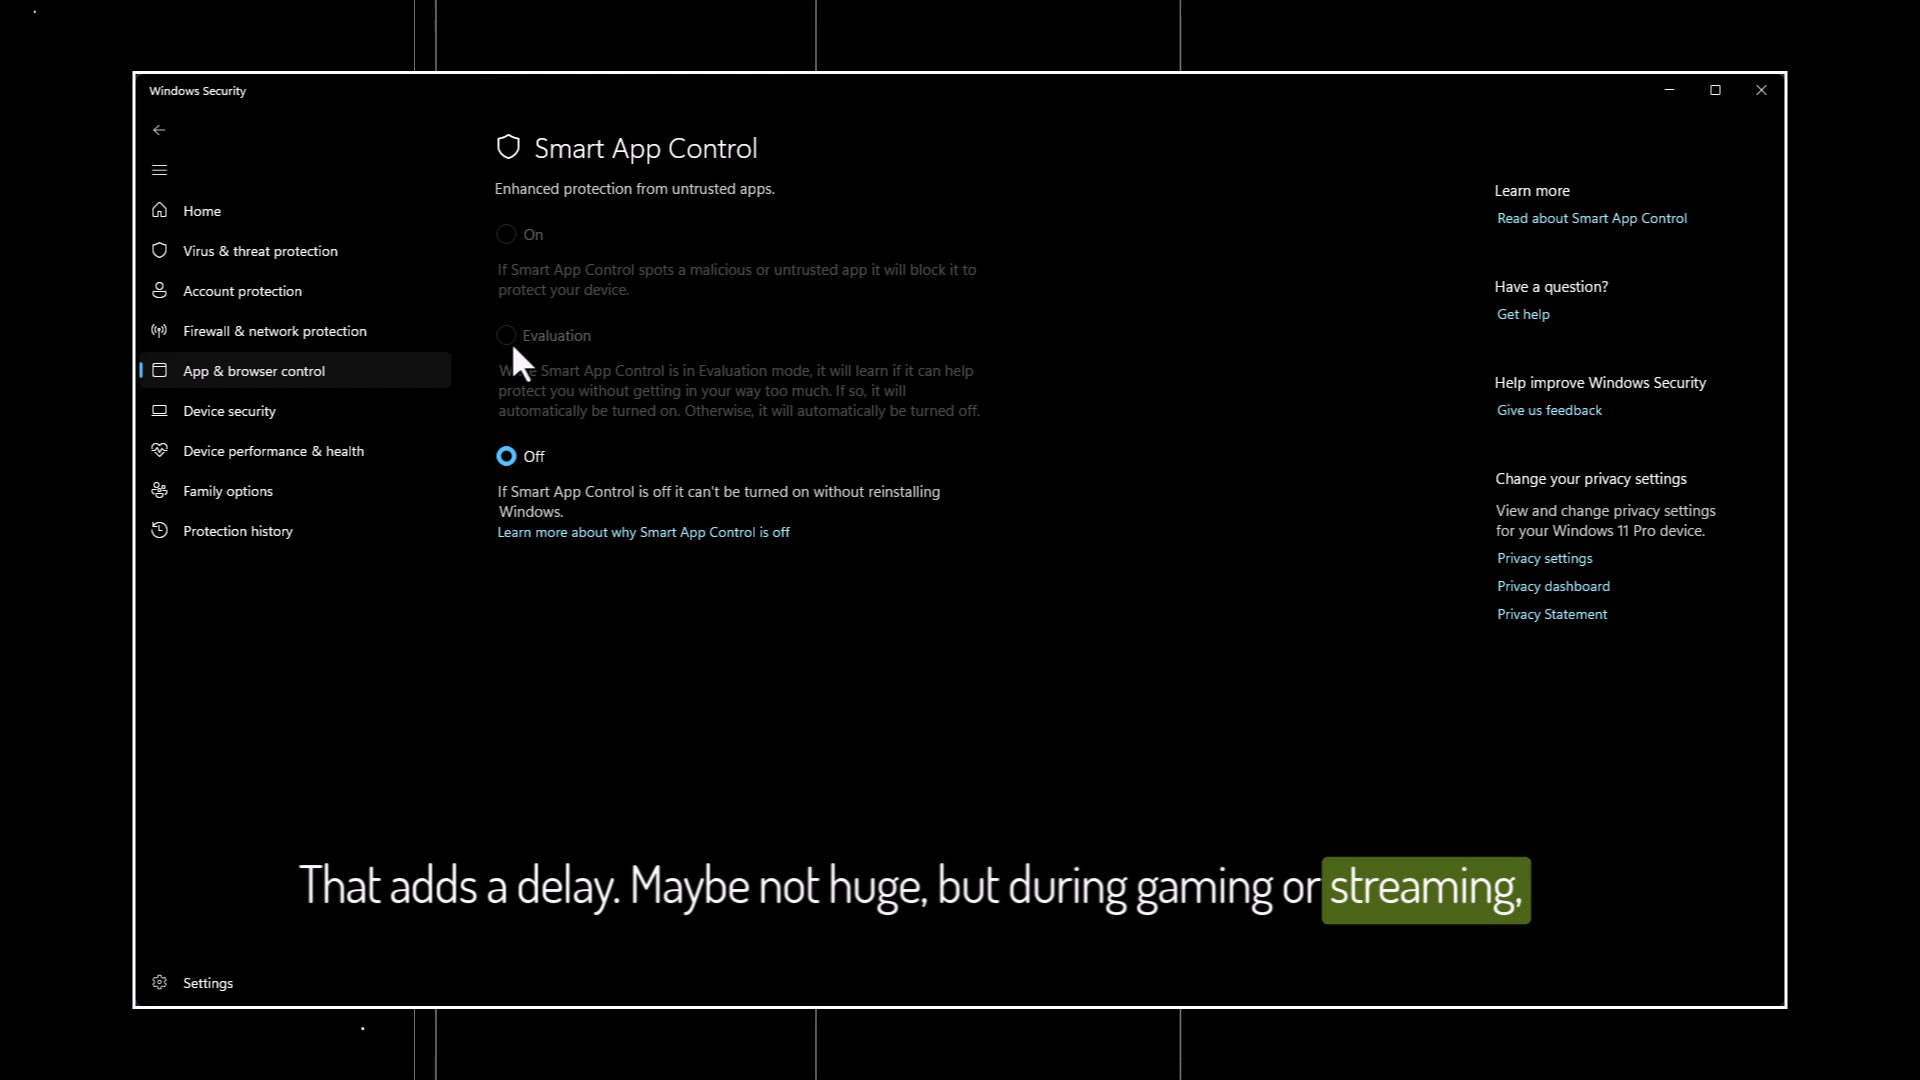 Windows Security
Home
Virus & threat protection
Account protection
Firewall & network protection
App & browser control
Device security
Device performance & health
Family options
Protection history
Settings
Smart App Control
Enhanced protection from untrusted apps.
On
If Smart App Control spots a malicious or untrusted app it will block it to
protect your device.
Evaluation
Smart App Control is in Evaluation mode, it will learn if it can help
protect you without getting in your way too much. If so, it will
automatically be turned on. Otherwise, it will automatically be turned off.
Off
If Smart App Control is off it can't be turned on without reinstalling
Windows.
Learn more about why Smart App Control is off
Learn more
Read about Smart App Control
Have a question?
Get help
Help improve Windows Security
Give us feedback
Change your privacy settings
View and change privacy settings
for your Windows 11 Pro device.
Privacy settings
Privacy dashboard
Privacy Statement
That adds a delay. Maybe not huge, but during gaming or streaming,